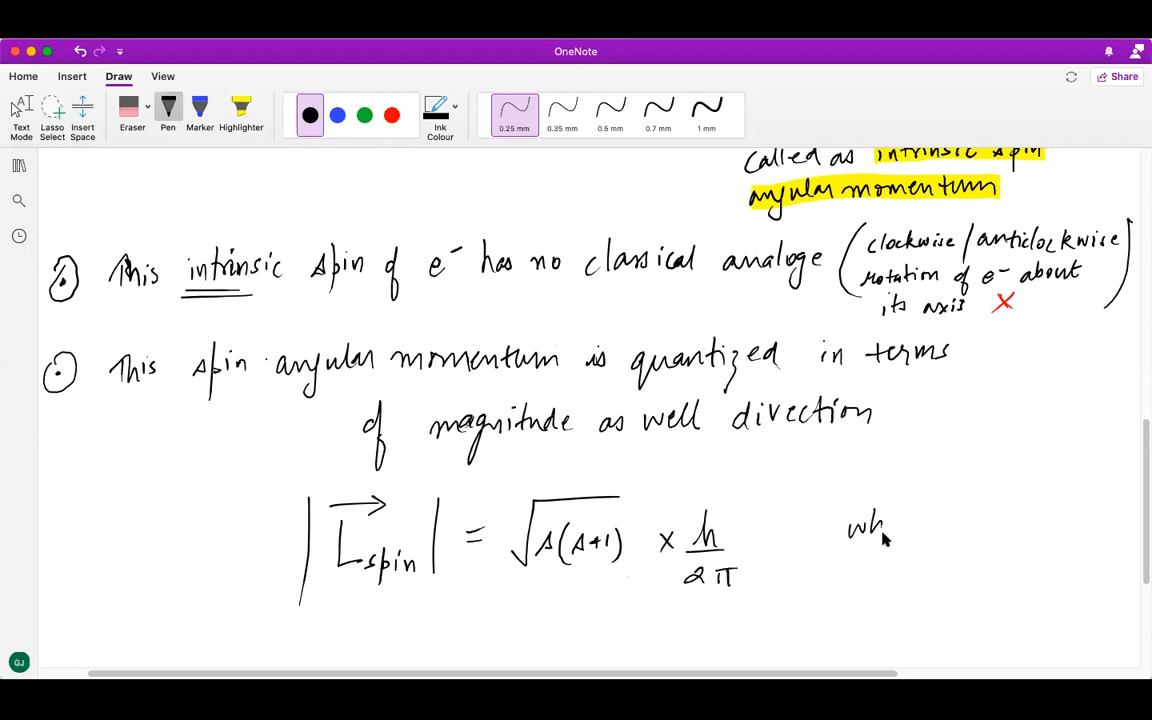 OneNote
Home Insert Draw View
Share
Text Mode
Lasso Select
Insert Space
Eraser
Pen
Marker
Highlighter
Ink Colour
0.25 mm
0.35 mm
0.5 mm
0.7 mm
1 mm
called as intrinsic spin
angular momentum
This intrinsic spin of e⁻ has no classical analoge (clockwise/anticlockwise
rotation of e⁻ about
its axis X)
This spin angular momentum is quantized in terms
of magnitude as well direction
|L⃗spin| = √s(s+1) × h/2π wh
GJ